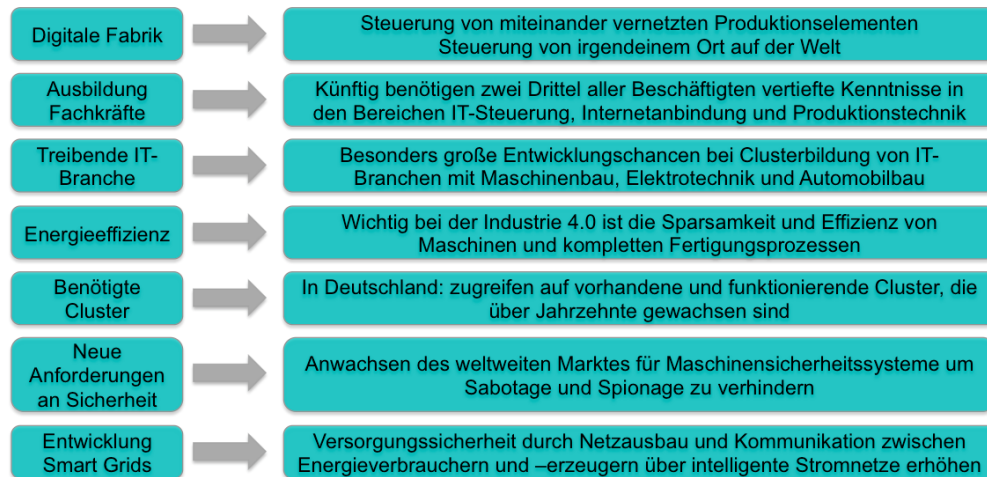 Digitale Fabrik
Steuerung von miteinander vernetzten Produktionselementen
Steuerung von irgendeinem Ort auf der Welt
Ausbildung
Fachkräfte
Künftig benötigen zwei Drittel aller Beschäftigten vertiefte Kenntnisse in
den Bereichen IT-Steuerung, Internetanbindung und Produktionstechnik
Treibende IT-
Branche
Besonders große Entwicklungschancen bei Clusterbildung von IT-
Branchen mit Maschinenbau, Elektrotechnik und Automobilbau
Energieeffizienz
Wichtig bei der Industrie 4.0 ist die Sparsamkeit und Effizienz von
Maschinen und kompletten Fertigungsprozessen
Benötigte
Cluster
In Deutschland: zugreifen auf vorhandene und funktionierende Cluster, die
über Jahrzehnte gewachsen sind
Neue
Anforderungen
an Sicherheit
Anwachsen des weltweiten Marktes für Maschinensicherheitssysteme um
Sabotage und Spionage zu verhindern
Entwicklung
Smart Grids
Versorgungssicherheit durch Netzausbau und Kommunikation zwischen
Energieverbrauchern und –erzeugern über intelligente Stromnetze erhöhen